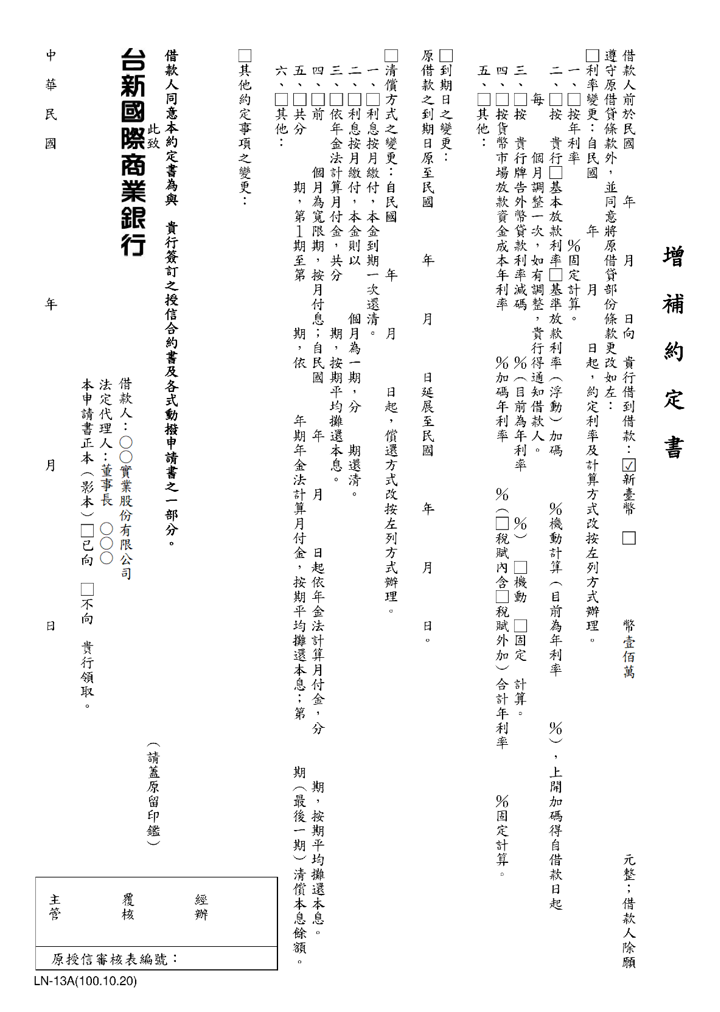 增補約定書
借款人前於民國　　年　　月　　日向　貴行借到借款：☑新臺幣　□　　　幣壹佰萬　　　　　　元整；借款人除願
遵守原借貸條款外，並同意將原借貸部份條款更改如左：
□利率變更：自民國　　年　　月　　日起，約定利率及計算方式改按左列方式辦理。
一、□按年利率　　　％固定計算。
二、□按　貴行□基本放款利率□基準放款利率（浮動）加碼　　　％機動計算（目前為年利率　　　％），上開加碼得自借款日起
每　　個月調整一次，如有調整，貴行得通知借款人。
三、□按　貴行牌告外幣貸款利率減碼　　　％（目前為年利率　　　％）　□機動　□固定　計算。
四、□按貨幣市場放款資金成本年利率　　　％加碼年利率　　　％（□稅賦內含□稅賦外加）合計年利率　　　％固定計算。
五、□其他：
□到期日之變更：
原借款之到期日原至民國　　年　　月　　日延展至民國　　年　　月　　日。
□清償方式之變更：自民國　　年　　月　　日起，償還方式改按左列方式辦理。
一、□利息按月繳付，本金到期一次還清。
二、□利息按月繳付，本金則以　　個月為一期，分　　期還清。
三、□依年金法計算月付金，共分　　期，按期平均攤還本息。
四、□前　　個月為寬限期，按月付息；自民國　　年　　月　　日起依年金法計算月付金，分　　期，按期平均攤還本息。
五、□共分　　期，第1期至第　　期，依　　年期年金法計算月付金，按期平均攤還本息；第　　期（最後一期）清償本息餘額。
六、□其他：
□其他約定事項之變更：
借款人同意本約定書為與　貴行簽訂之授信合約書及各式動撥申請書之一部分。
此致
台新國際商業銀行
（請蓋原留印鑑）
借款人：○○實業股份有限公司
法定代理人：董事長　○○○
本申請書正本（影本）□已向　□不向　貴行領取。
中華民國　　　　年　　　　月　　　　日
經辦
覆核
主管
原授信審核表編號：
LN-13A(100.10.20)